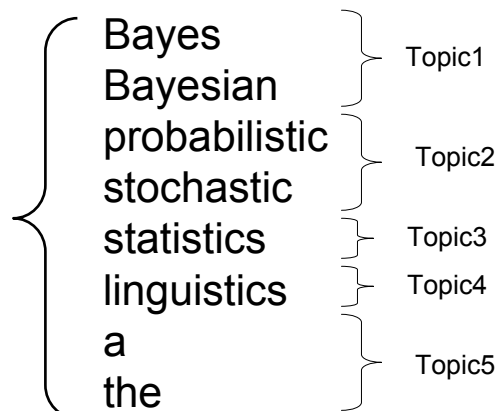 Bayes
Bayesian
probabilistic
stochastic
statistics
linguistics
a
the
Topic1
Topic2
Topic3
Topic4
Topic5